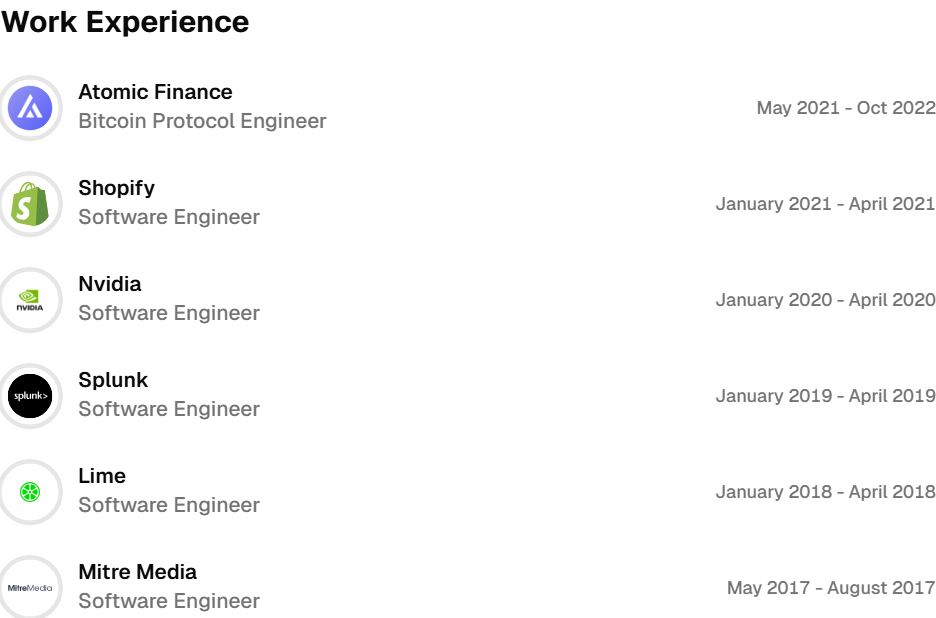 Work Experience
Atomic Finance
Bitcoin Protocol Engineer
May 2021 - Oct 2022
Shopify
Software Engineer
January 2021 - April 2021
NVIDIA
Nvidia
Software Engineer
January 2020 - April 2020
splunk>
Splunk
Software Engineer
January 2019 - April 2019
Lime
Software Engineer
January 2018 - April 2018
MitreMedia
Mitre Media
Software Engineer
May 2017 - August 2017